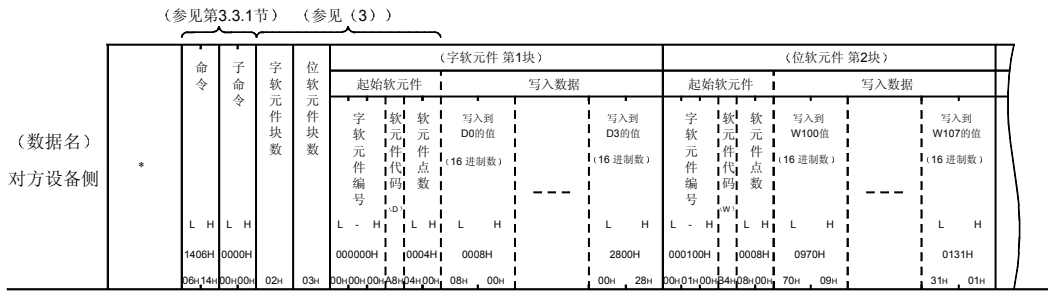 （参见第3.3.1节） （参见（3））
（字软元件 第1块） （位软元件 第2块）
起始软元件 写入数据 起始软元件 写入数据
命令 子命令 字软元件块数 位软元件块数 字软元件编号 软元件代码 软元件点数 写入到D0的值 写入到D3的值 字软元件编号 软元件代码 软元件点数 写入到W100的值 写入到W107的值
（16 进制数） （16 进制数） （16 进制数） （16 进制数）
（数据名）
对方设备侧
*
（D） （W）
L H L H L - H L H L H L H L - H L H L H L H
1406H 0000H 000000H 0004H 0008H 2800H 000100H 0008H 0970H 0131H
06H 14H 00H 00H 02H 03H 00H 00H 00H A8H 04H 00H 08H 00H 00H 28H 00H 01H 00H B4H 08H 00H 70H 09H 31H 01H